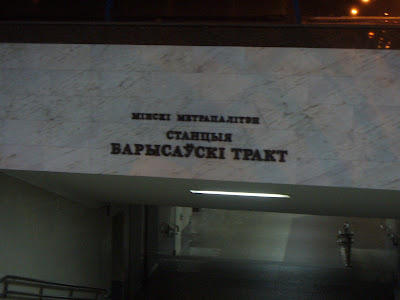 МІНСКІ МЕТРАПАЛІТЭН
СТАНЦЫЯ
БАРЫСАЎСКІ ТРАКТ